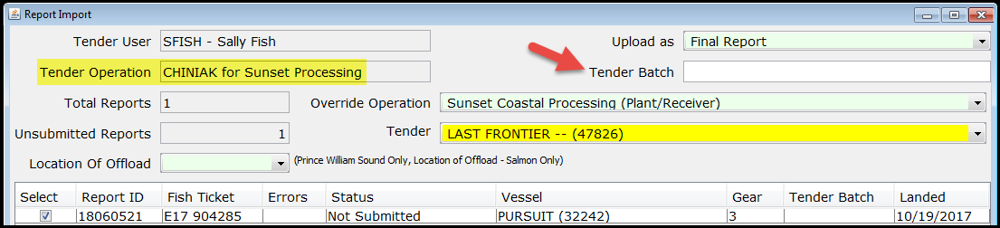 Report Import
Tender User SFISH - Sally Fish Upload as Final Report
Tender Operation CHINIAK for Sunset Processing Tender Batch
Total Reports 1 Override Operation Sunset Coastal Processing (Plant/Receiver)
Unsubmitted Reports 1 Tender LAST FRONTIER -- (47826)
Location Of Offload (Prince William Sound Only, Location of Offload - Salmon Only)
Select Report ID Fish Ticket Errors Status Vessel Gear Tender Batch Landed
18060521 E17 904285 Not Submitted PURSUIT (32242) 3 10/19/2017